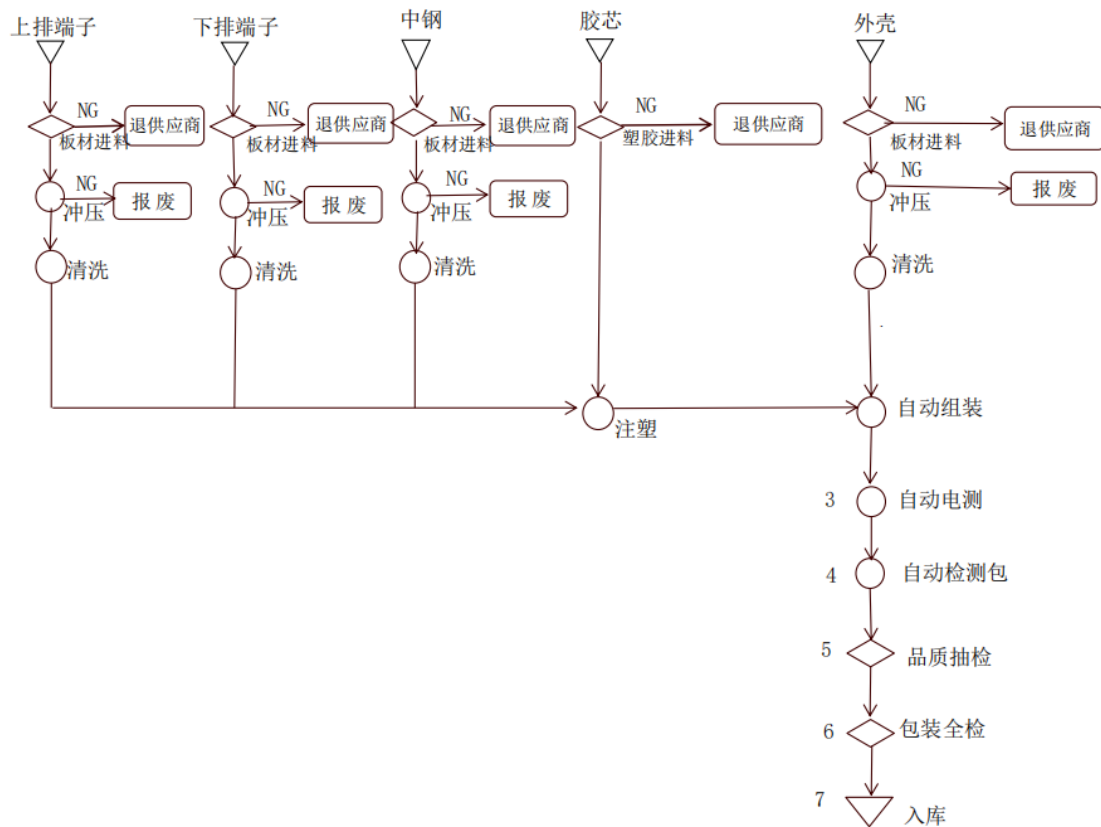 上排端子
下排端子
中钢
胶芯
外壳
NG
退供应商
板材进料
NG
退供应商
板材进料
NG
退供应商
板材进料
NG
退供应商
塑胶进料
NG
退供应商
板材进料
NG
报 废
冲压
NG
报 废
冲压
NG
报 废
冲压
NG
报 废
冲压
清洗
清洗
清洗
清洗
注塑
自动组装
3 自动电测
4 自动检测包
5 品质抽检
6 包装全检
7 入库